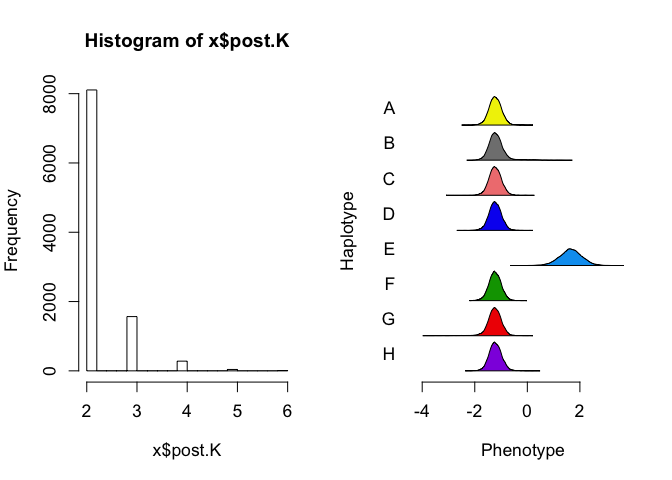 Histogram of x$post.K
Frequency
0
2000
4000
6000
8000
2
3
4
5
6
x$post.K
Haplotype
A
B
C
D
E
F
G
H
-4
-2
0
2
Phenotype